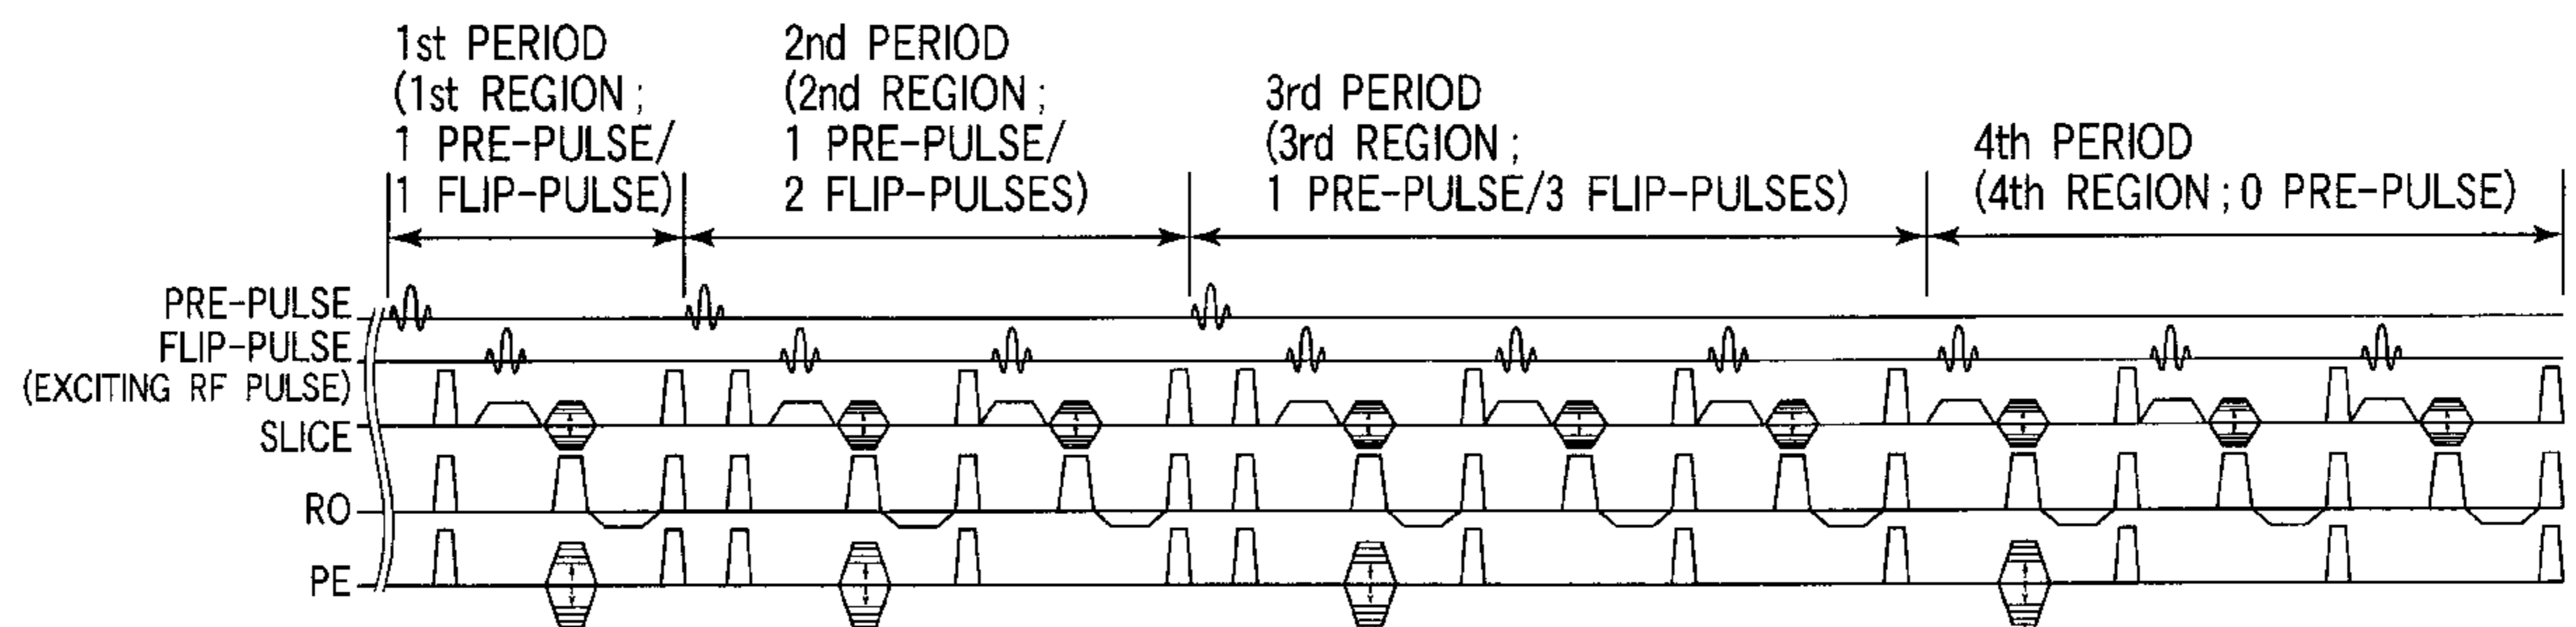 1st PERIOD
(1st REGION;
1 PRE-PULSE/
1 FLIP-PULSE)
2nd PERIOD
(2nd REGION;
1 PRE-PULSE/
2 FLIP-PULSES)
3rd PERIOD
(3rd REGION;
1 PRE-PULSE/3 FLIP-PULSES)
4th PERIOD
(4th REGION; 0 PRE-PULSE)
PRE-PULSE
FLIP-PULSE
(EXCITING RF PULSE)
SLICE
RO
PE